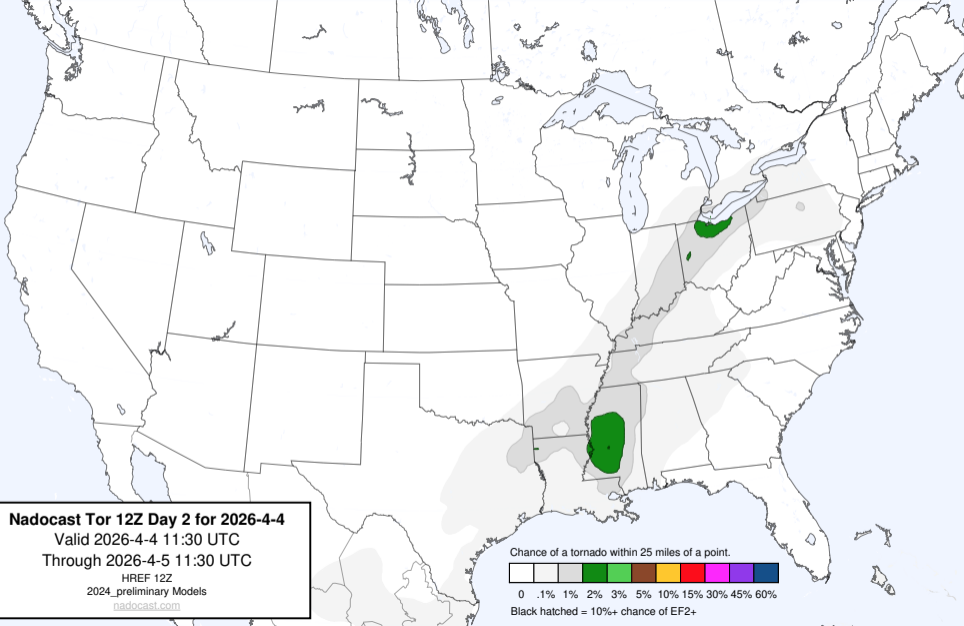 Nadocast Tor 12Z Day 2 for 2026-4-4
Valid 2026-4-4 11:30 UTC
Through 2026-4-5 11:30 UTC
HREF 12Z
2024_preliminary Models
nadocast.com
Chance of a tornado within 25 miles of a point.
0 .1% 1% 2% 3% 5% 10% 15% 30% 45% 60%
Black hatched = 10%+ chance of EF2+